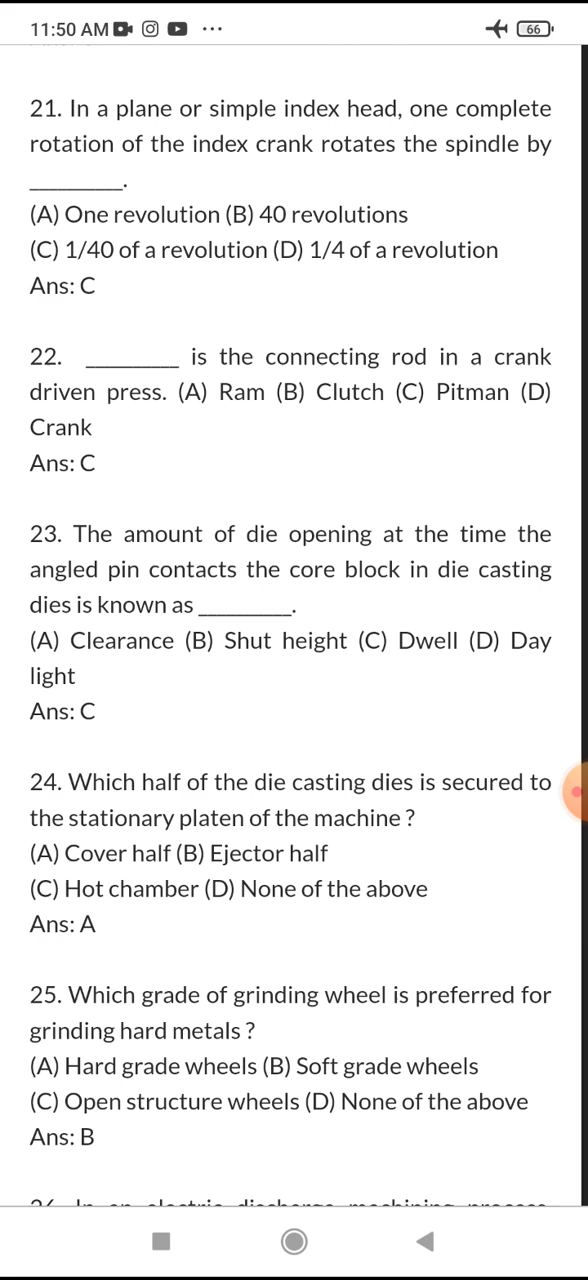 11:50 AM ...
66
21. In a plane or simple index head, one complete
rotation of the index crank rotates the spindle by
__________.
(A) One revolution (B) 40 revolutions
(C) 1/40 of a revolution (D) 1/4 of a revolution
Ans: C
22. __________ is the connecting rod in a crank
driven press. (A) Ram (B) Clutch (C) Pitman (D)
Crank
Ans: C
23. The amount of die opening at the time the
angled pin contacts the core block in die casting
dies is known as __________.
(A) Clearance (B) Shut height (C) Dwell (D) Day
light
Ans: C
24. Which half of the die casting dies is secured to
the stationary platen of the machine ?
(A) Cover half (B) Ejector half
(C) Hot chamber (D) None of the above
Ans: A
25. Which grade of grinding wheel is preferred for
grinding hard metals ?
(A) Hard grade wheels (B) Soft grade wheels
(C) Open structure wheels (D) None of the above
Ans: B